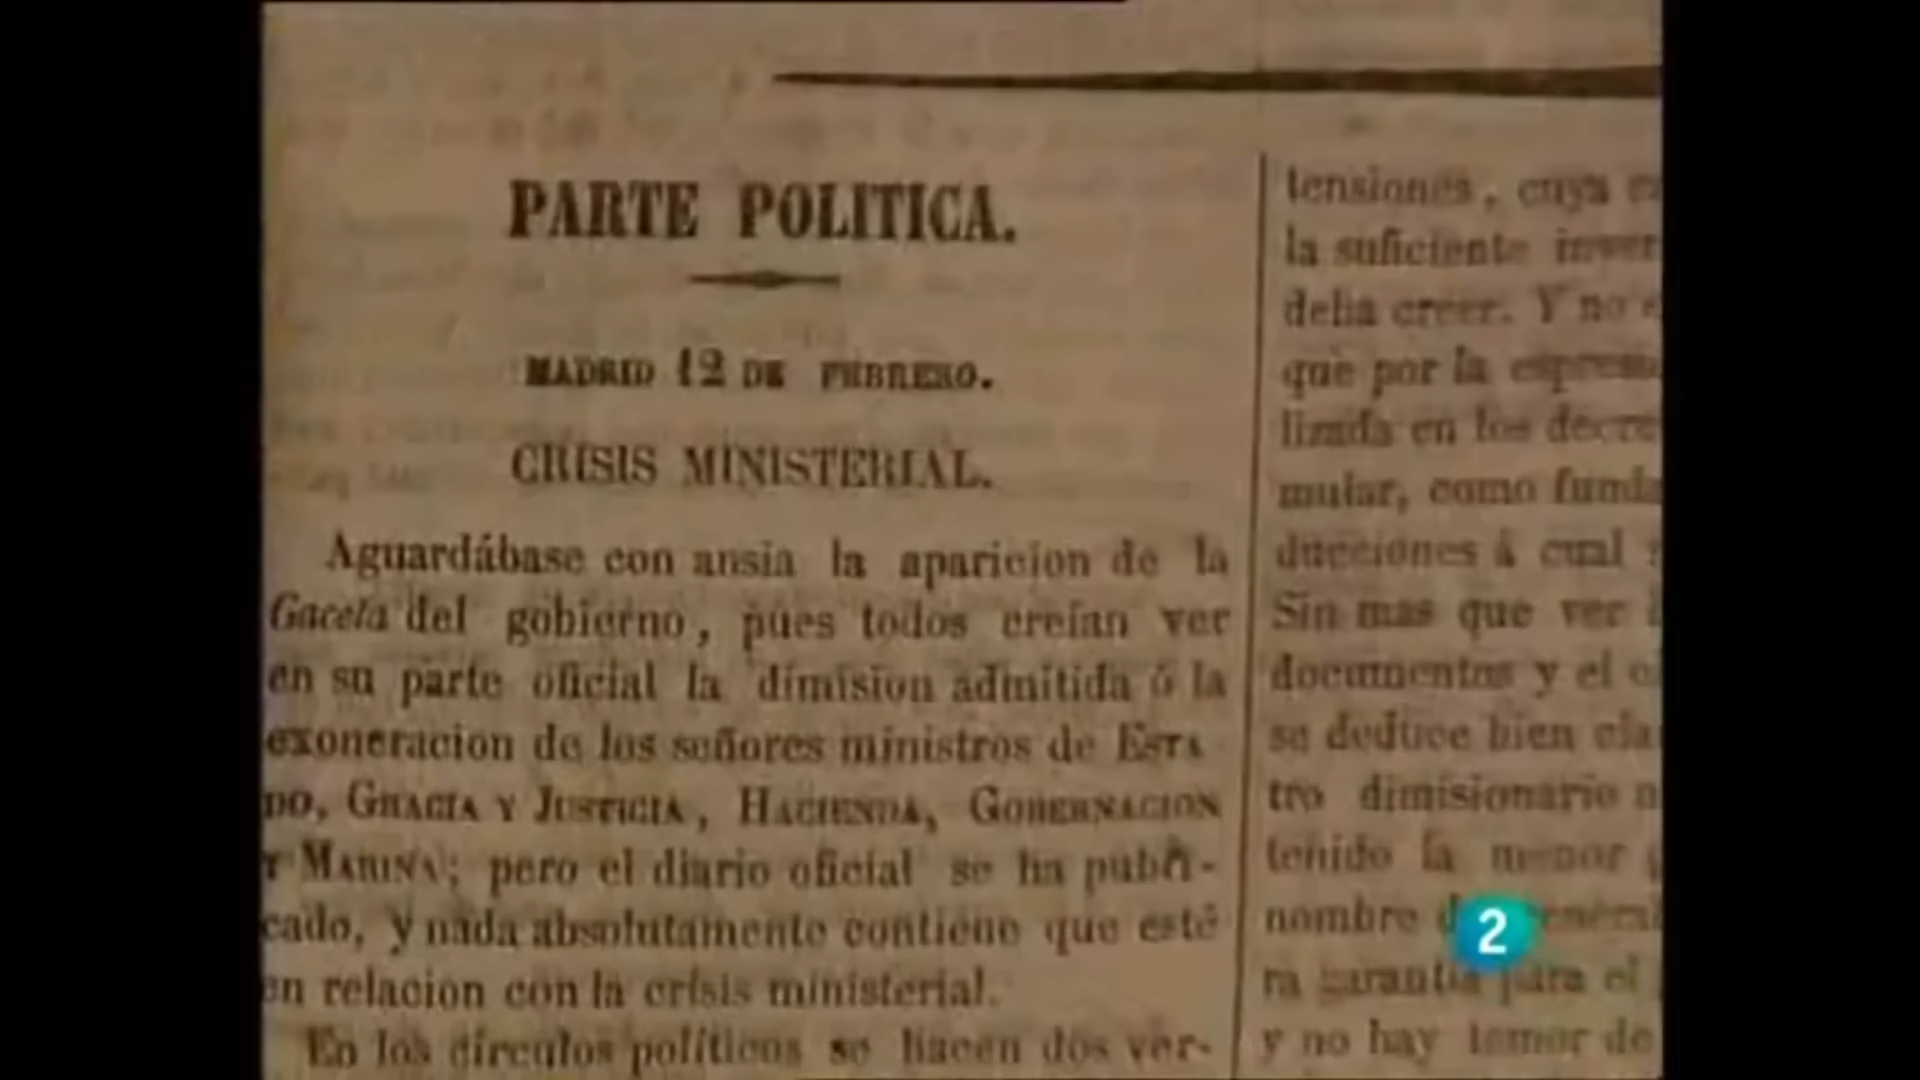 PARTE POLITICA.
MADRID 12 DE FEBRERO.
CRISIS MINISTERIAL.
Aguardábase con ansia la aparicion de la
Gaceta del gobierno, pues todos creían ver
en su parte oficial la dimision admitida ó la
exoneracion de los señores ministros de ESTA
DO, GRACIA Y JUSTICIA, HACIENDA, GOBERNACION
Y MARINA; pero el diario oficial se ha publi-
cado, y nada absolutamente contiene que esté
en relacion con la crísis ministerial.
En los círculos políticos se hacen dos ver-
tensiones, cuya
la suficiente
creer. Y no
que por la
lizada en los
mular, como
ducciones á cual
Sin mas que ver
documentos y el
se deduce bien
tro dimisionario
tenido la menor
nombre
ra garantía para el
y no hay temor de
2